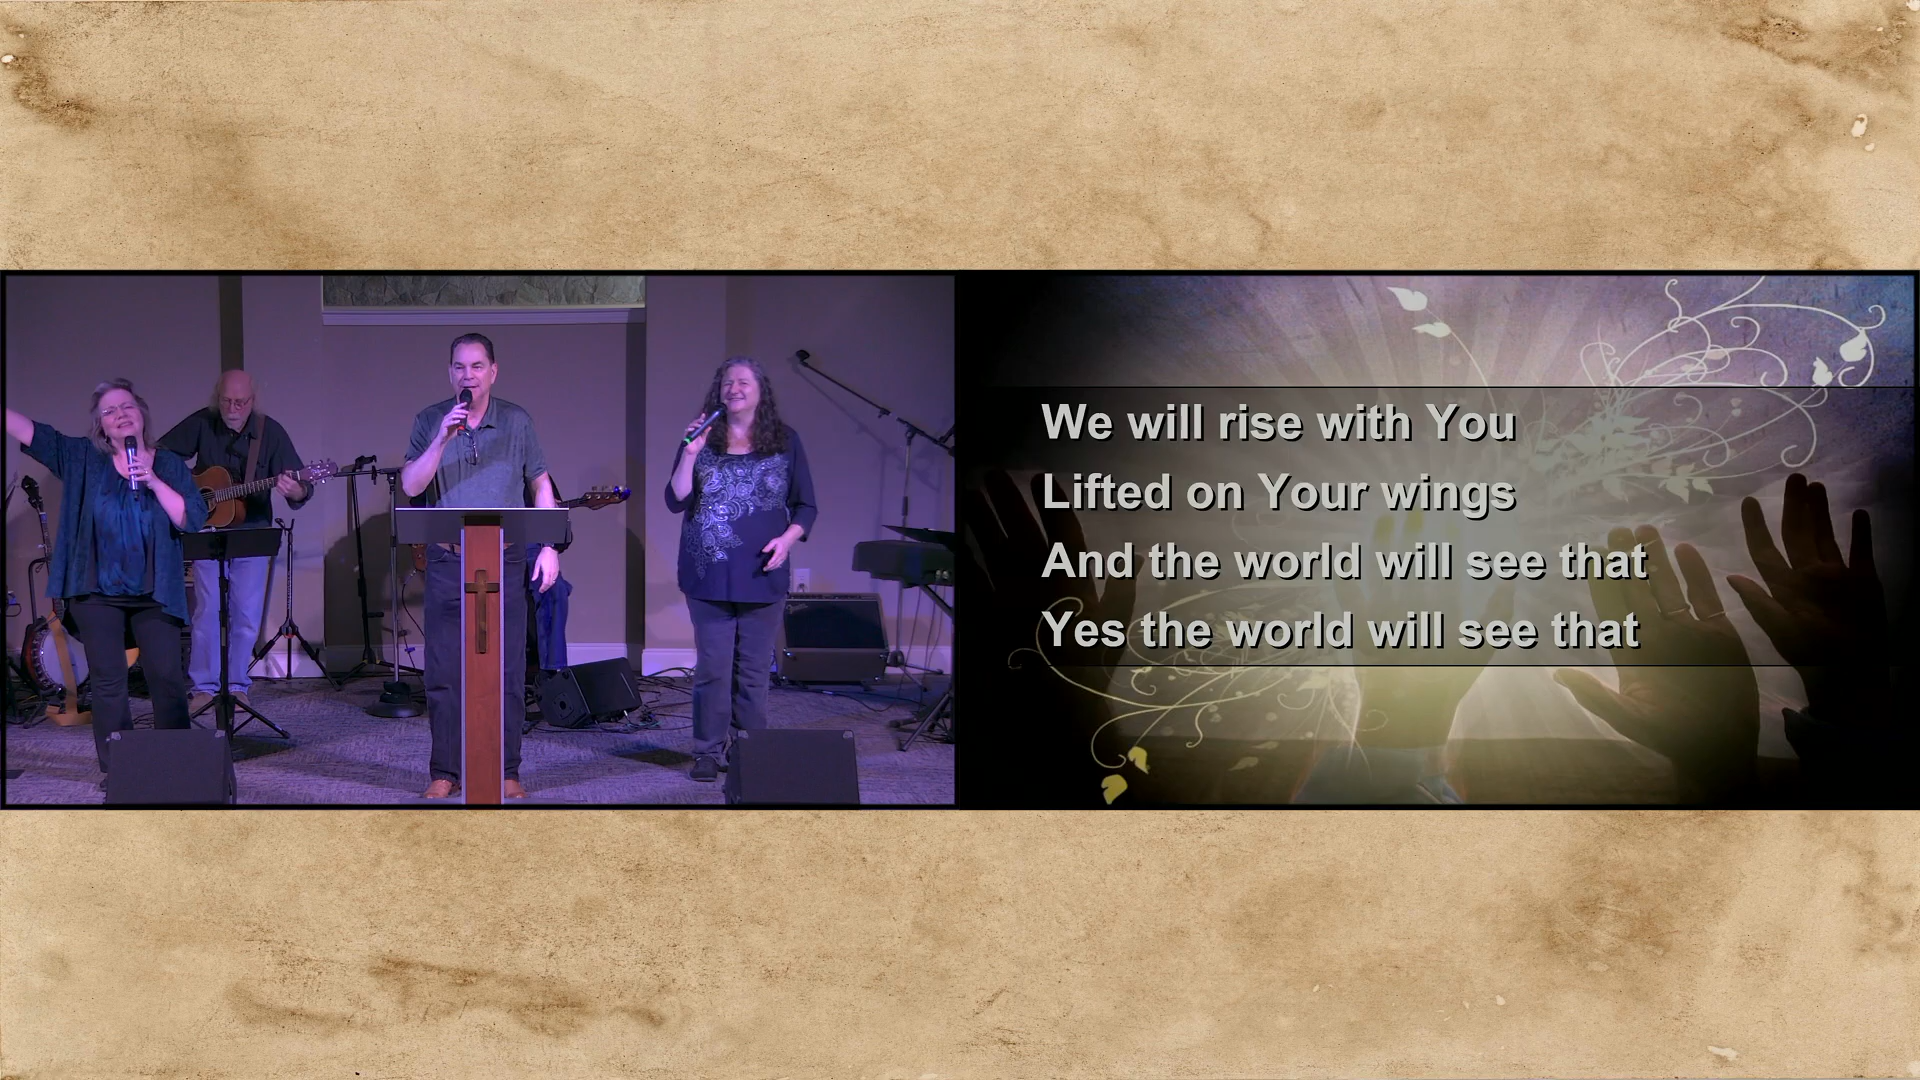 We will rise with You
Lifted on Your wings
And the world will see that
Yes the world will see that